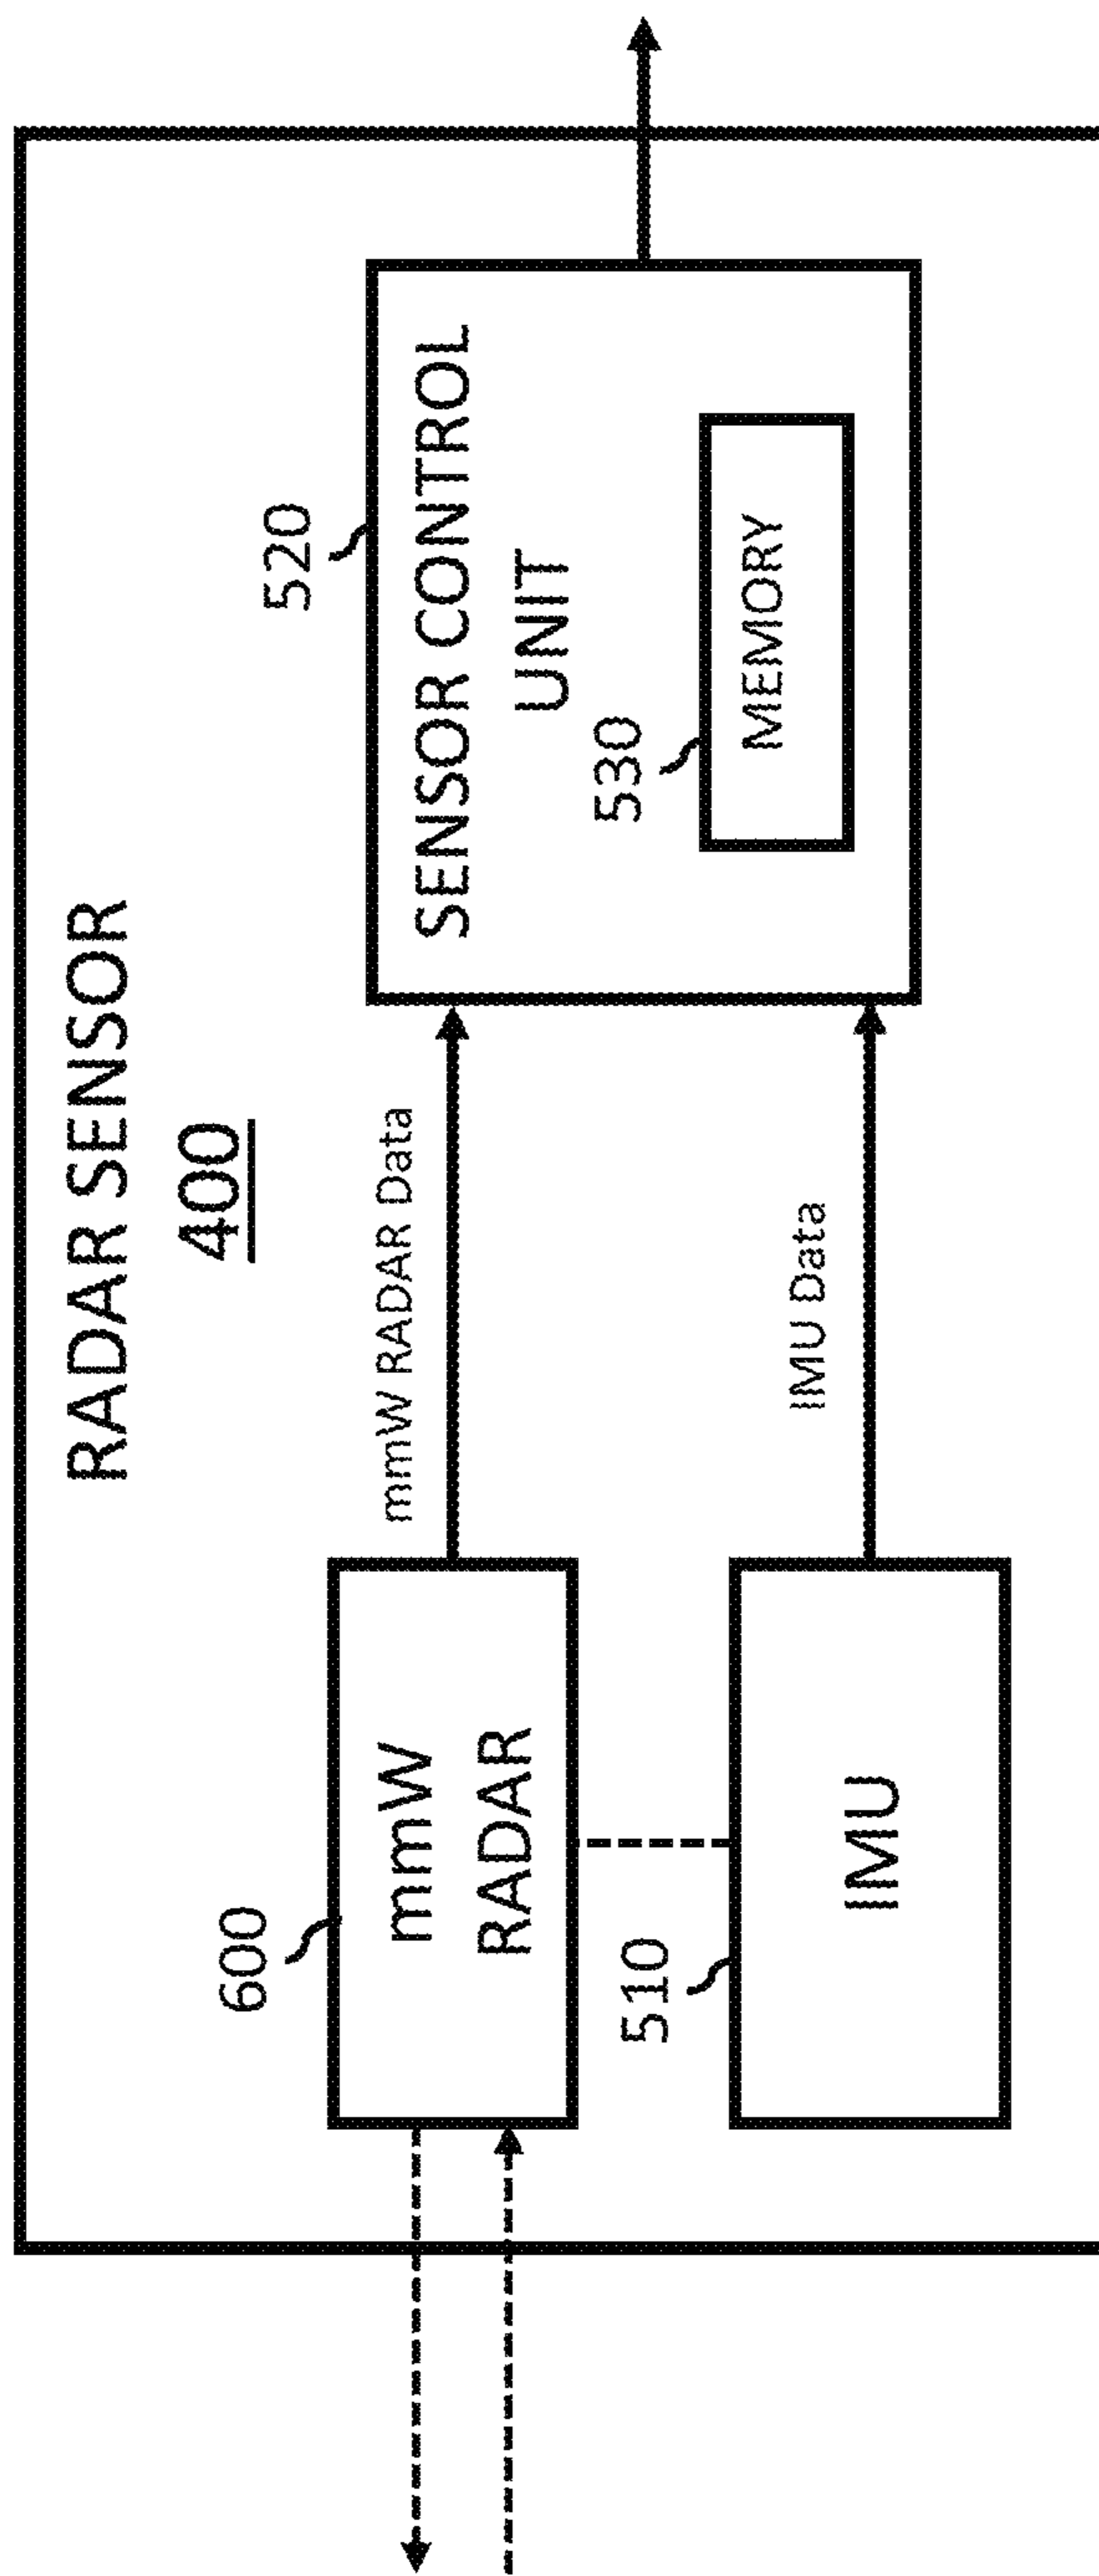 RADAR SENSOR
400
600
mmW
RADAR
mmW RADAR Data
520
SENSOR CONTROL
UNIT
530
MEMORY
510
IMU
IMU Data